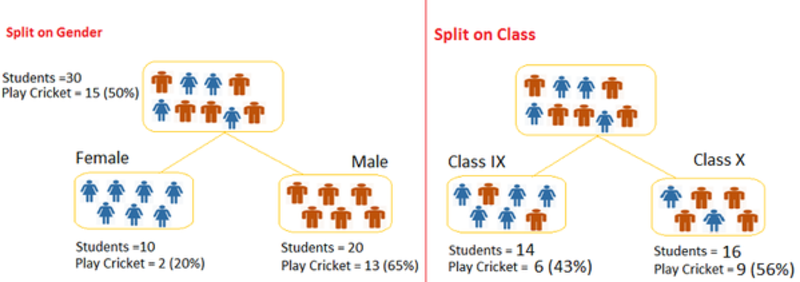 Split on Gender
Students =30
Play Cricket = 15 (50%)
Female
Male
Students =10
Play Cricket = 2 (20%)
Students = 20
Play Cricket = 13 (65%)
Split on Class
Class IX
Class X
Students = 14
Play Cricket = 6 (43%)
Students = 16
Play Cricket = 9 (56%)